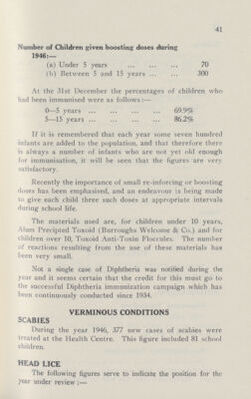 41
Number of Children given boosting doses during
1946:—
(a) Under 5 years ... ... ... 70
(b) Between 5 and 15 years ... ... 300
At the 31st December the percentages of children who
had been immunised were as follows:—
0—5 years ... ... ... ... 69.9%
5—15 years ... ... ... ... 86.2%
If it is remembered that each year some seven hundred
infants are added to the population, and that therefore there
is always a number of infants who are not yet old enough
for immunisation, it will be seen that the figures are very
satisfactory.
Recently the importance of small re-inforcing or boosting
doses has been emphasised, and an endeavour is being made
to give each child three such doses at appropriate intervals
during school life.
The materials used are, for children under 10 years,
Alum Precipted Toxoid (Burroughs Welcome & Co.) and for
children over 10, Toxoid Anti-Toxin Floccules. The number
of reactions resulting from the use of these materials has
been very small.
Not a single case of Diphtheria was notified during the
year and it seems certain that the credit for this must go to
the successful Diphtheria immunization campaign which has
been continuously conducted since 1934.
VERMINOUS CONDITIONS
SCABIES
During the year 1946, 377 new cases of scabies were
treated at the Health Centre. This figure included 81 school
children.
HEAD LICE
The following figures serve to indicate the position for the
year under review:—